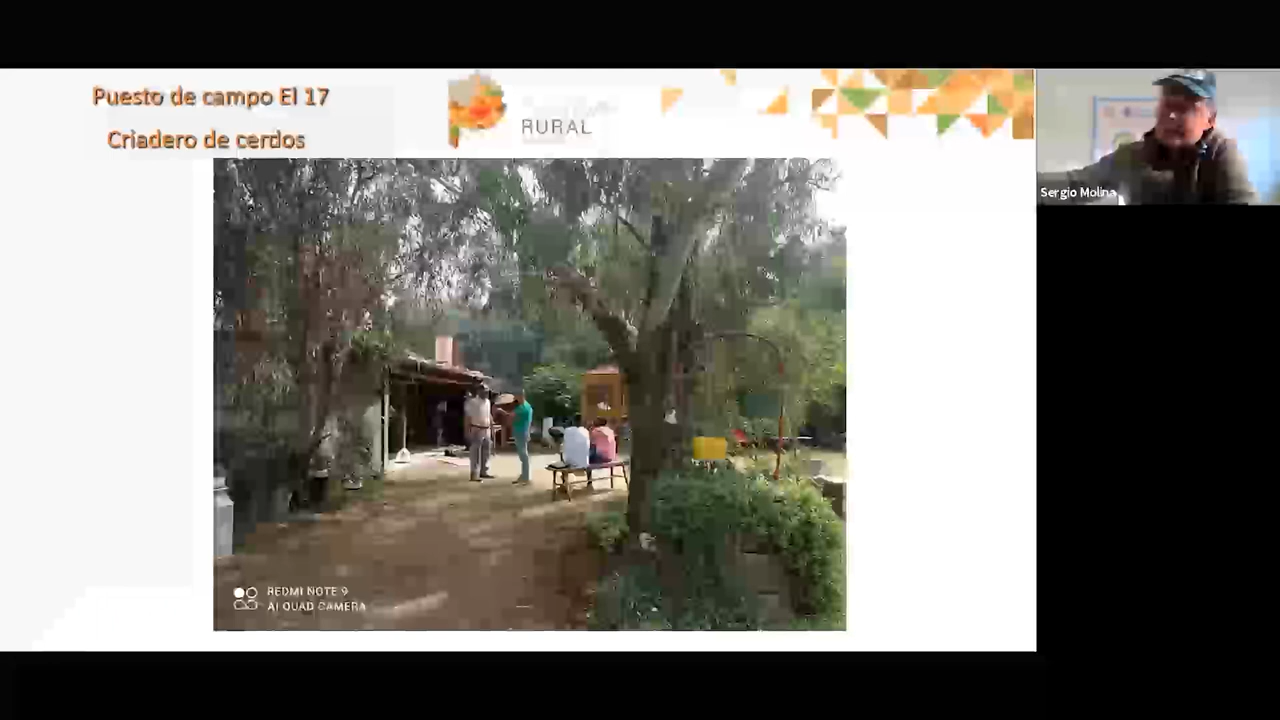 Puesto de campo El 17
Criadero de cerdos
RURAL
Sergio Molina
REDMI NOTE 9
AI QUAD CAMERA